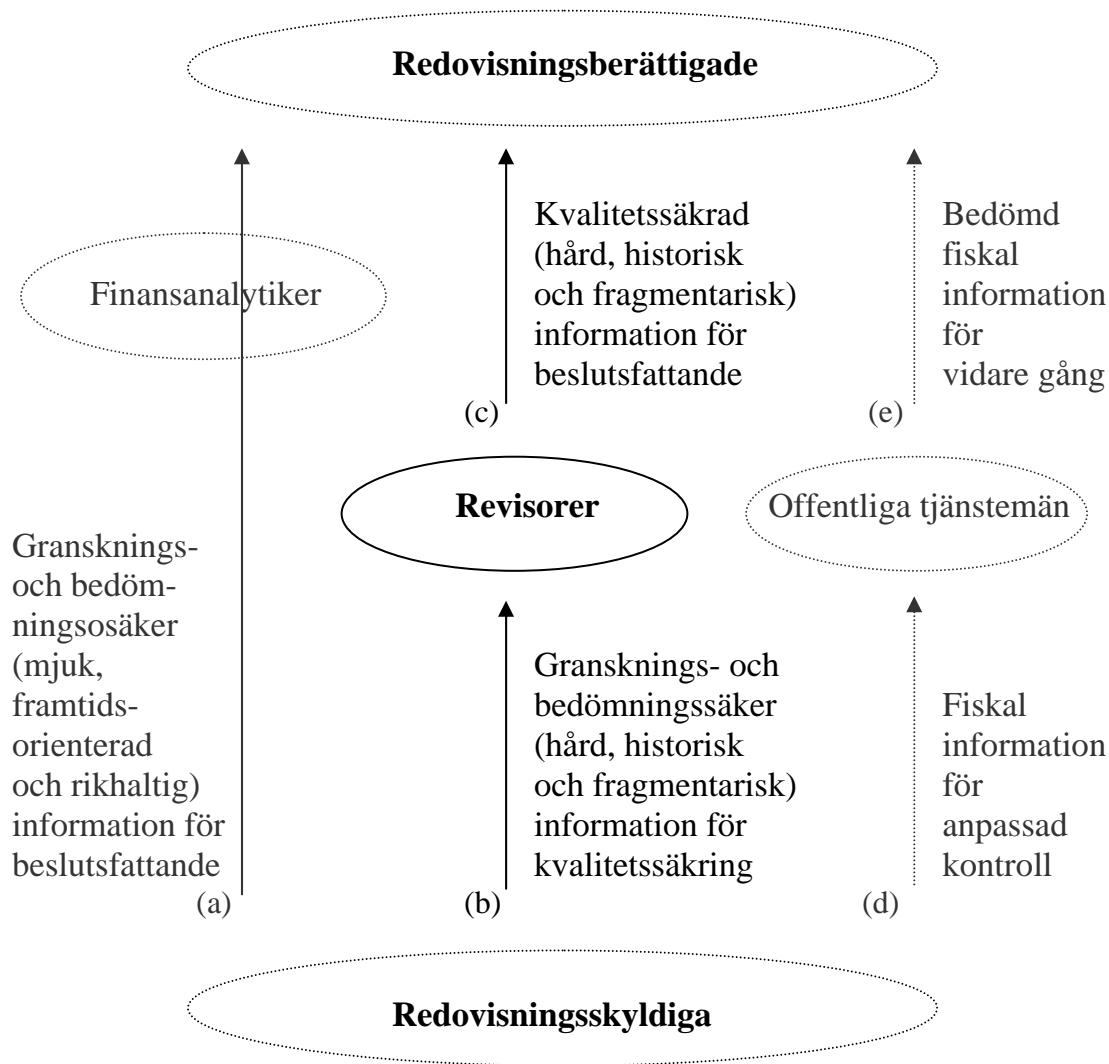 Redovisningsberättigade
Finansanalytiker
Kvalitetssäkrad
(hård, historisk
och fragmentarisk)
information för
beslutsfattande
(c)
Bedömd
fiskal
information
för
vidare gång
(e)
Revisorer
Offentliga tjänstemän
Gransknings-
och bedöm-
ningsosäker
(mjuk,
framtids-
orienterad
och rikhaltig)
information för
beslutsfattande
(a)
Gransknings- och
bedömningssäker
(hård, historisk
och fragmentarisk)
information för
kvalitetssäkring
(b)
Fiskal
information
för
anpassad
kontroll
(d)
Redovisningsskyldiga